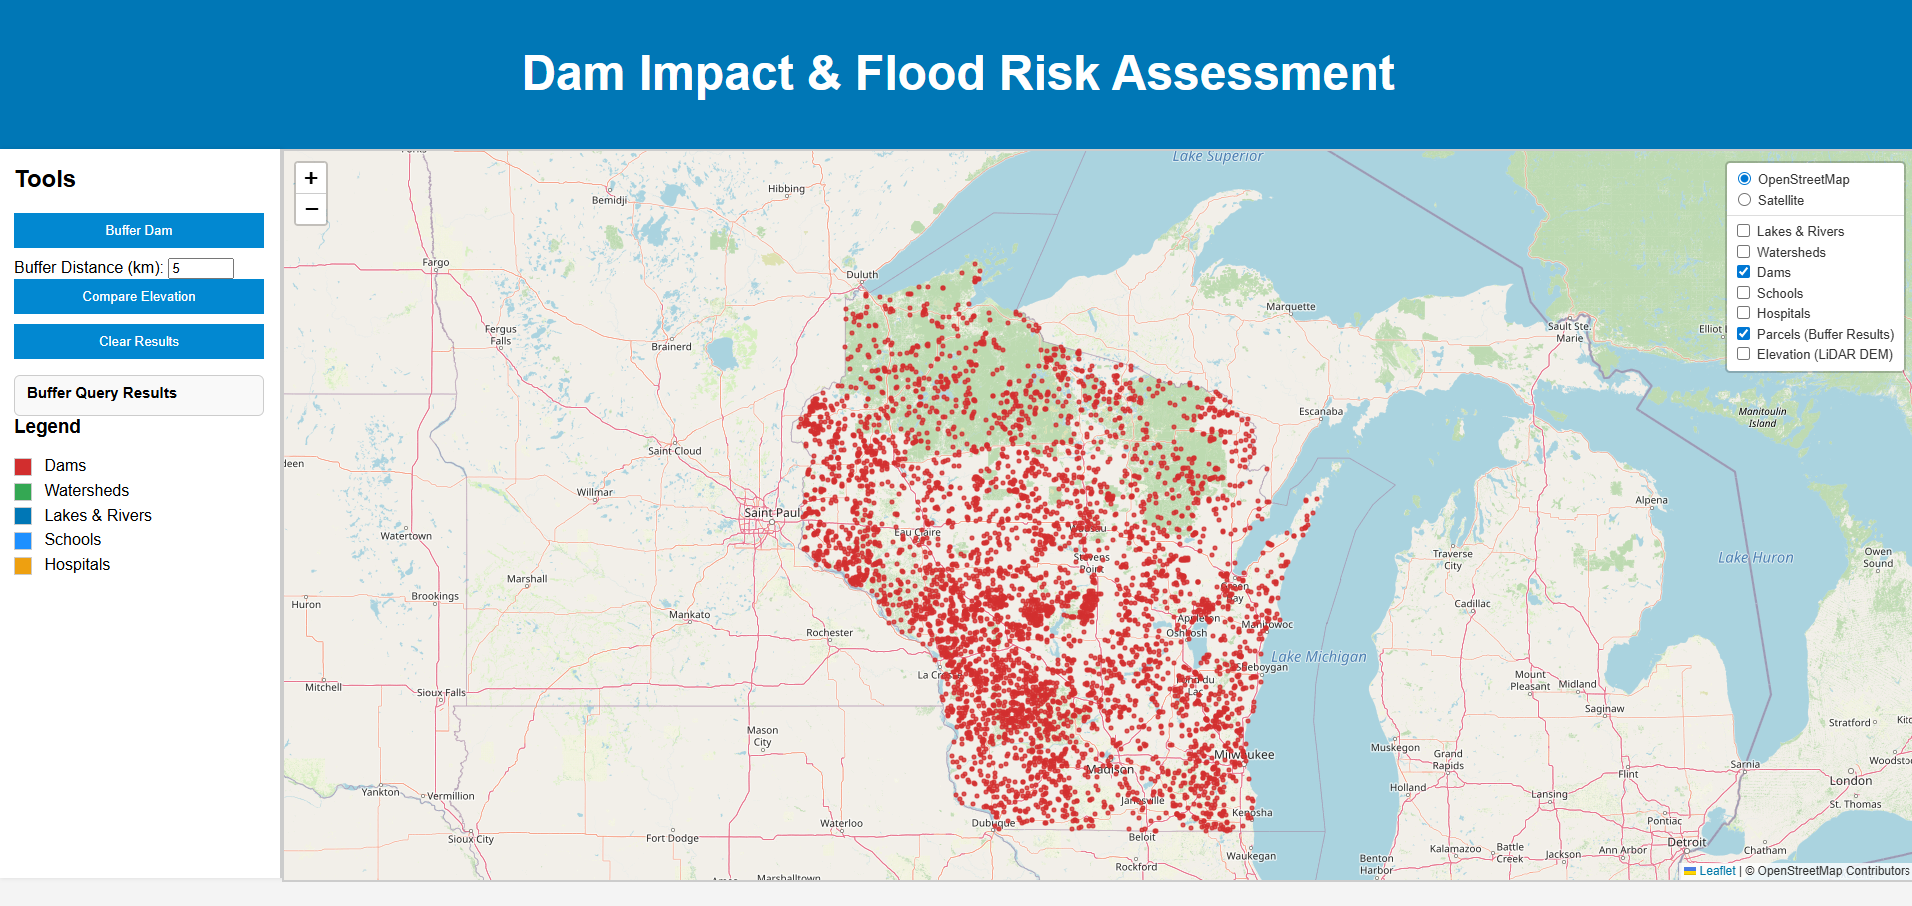 Dam Impact & Flood Risk Assessment
Tools
Buffer Dam
Buffer Distance (km): 5
Compare Elevation
Clear Results
Buffer Query Results
Legend
Dams
Watersheds
Lakes & Rivers
Schools
Hospitals
+
−
OpenStreetMap
Satellite
Lakes & Rivers
Watersheds
Dams
Schools
Hospitals
Parcels (Buffer Results)
Elevation (LiDAR DEM)
Lake Superior
Hibbing
Bemidji
Fargo
Duluth
Marquette
Sault Ste.
Marie
Elliot
Fergus
Falls
Brainerd
Escanaba
Manitoulin
Island
Saint Cloud
deen
Willmar
Alpena
Saint Paul
Eau Claire
Wausau
Watertown
Stevens
Point
Traverse
City
Lake Huron
Owen
Sound
Marshall
Green
Bay
Huron
Brookings
Cadillac
Mankato
Appleton
Manitowoc
Rochester
Oshkosh
Lake Michigan
Sheboygan
La Crosse
Fond du
Lac
Mitchell
Sioux Falls
Mount
Pleasant
Midland
Saginaw
Stratford
Kitc
Mason
City
Muskegon
Grand
Rapids
Milwaukee
Madison
Flint
Sarnia
Woodsto
London
Yankton
Vermillion
Holland
Lansing
Janesville
St. Thomas
Kenosha
Dubuque
Waterloo
Pontiac
Sioux City
Fort Dodge
Beloit
Detroit
Kalamazoo
Battle
Creek
Jackson
Ann Arbor
Chatham
Waukegan
Benton
Harbor
Rockford
Marshalltown
Leaflet | © OpenStreetMap Contributors